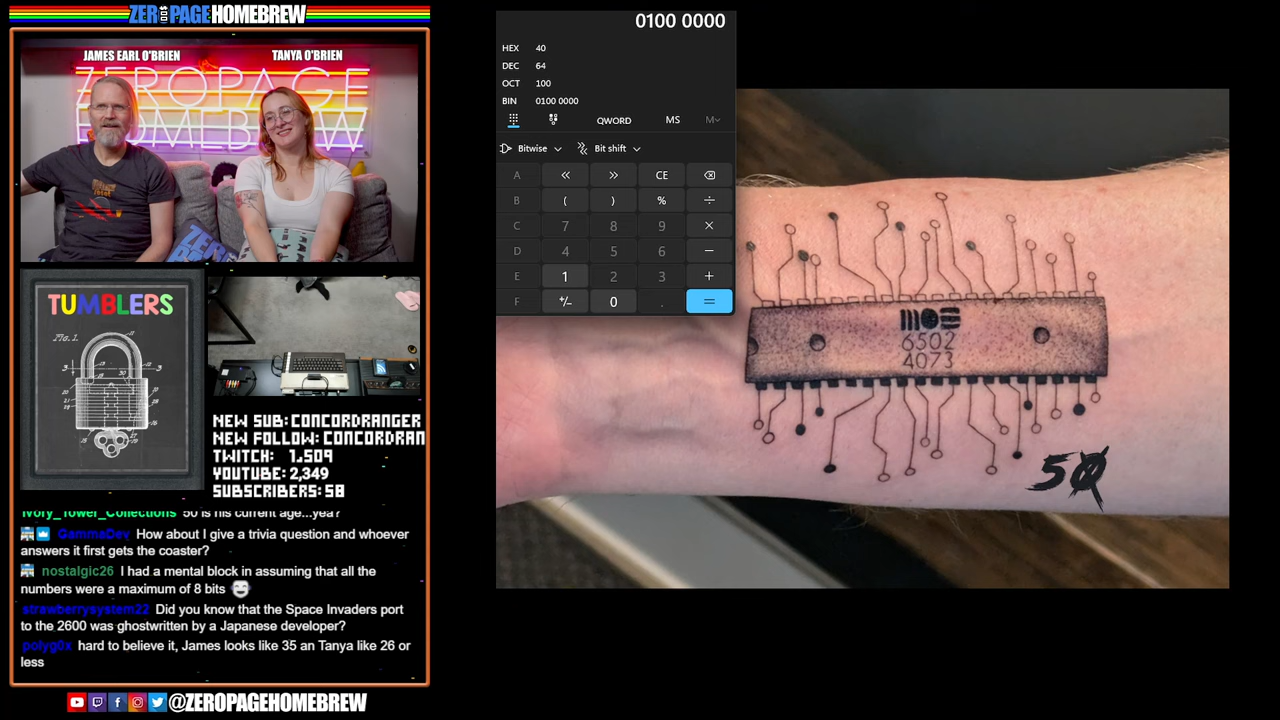 ZEROPAGE HOMEBREW
JAMES EARL O'BRIEN
TANYA O'BRIEN
ZEROPAGE
HOMEBREW
TUMBLERS
Fig. 1.
NEW SUB: CONCORDRANGER
NEW FOLLOW: CONCORDRAN
TWITCH: 1,509
YOUTUBE: 2,349
SUBSCRIBERS: 58
Ivory_Tower_Collections 50 is his current age...yea?
GammaDev How about I give a trivia question and whoever
answers it first gets the coaster?
nostalgic26 I had a mental block in assuming that all the
numbers were a maximum of 8 bits
strawberrysystem22 Did you know that the Space Invaders port
to the 2600 was ghostwritten by a Japanese developer?
polyg0x hard to believe it, James looks like 35 an Tanya like 26 or
less
@ZEROPAGEHOMEBREW
0100 0000
HEX 40
DEC 64
OCT 100
BIN 0100 0000
QWORD MS M
Bitwise Bit shift
A << >> CE
B ( ) % ÷
C 7 8 9 ×
D 4 5 6 −
E 1 2 3 +
F +/- 0 . =
mos
6502
4073
50